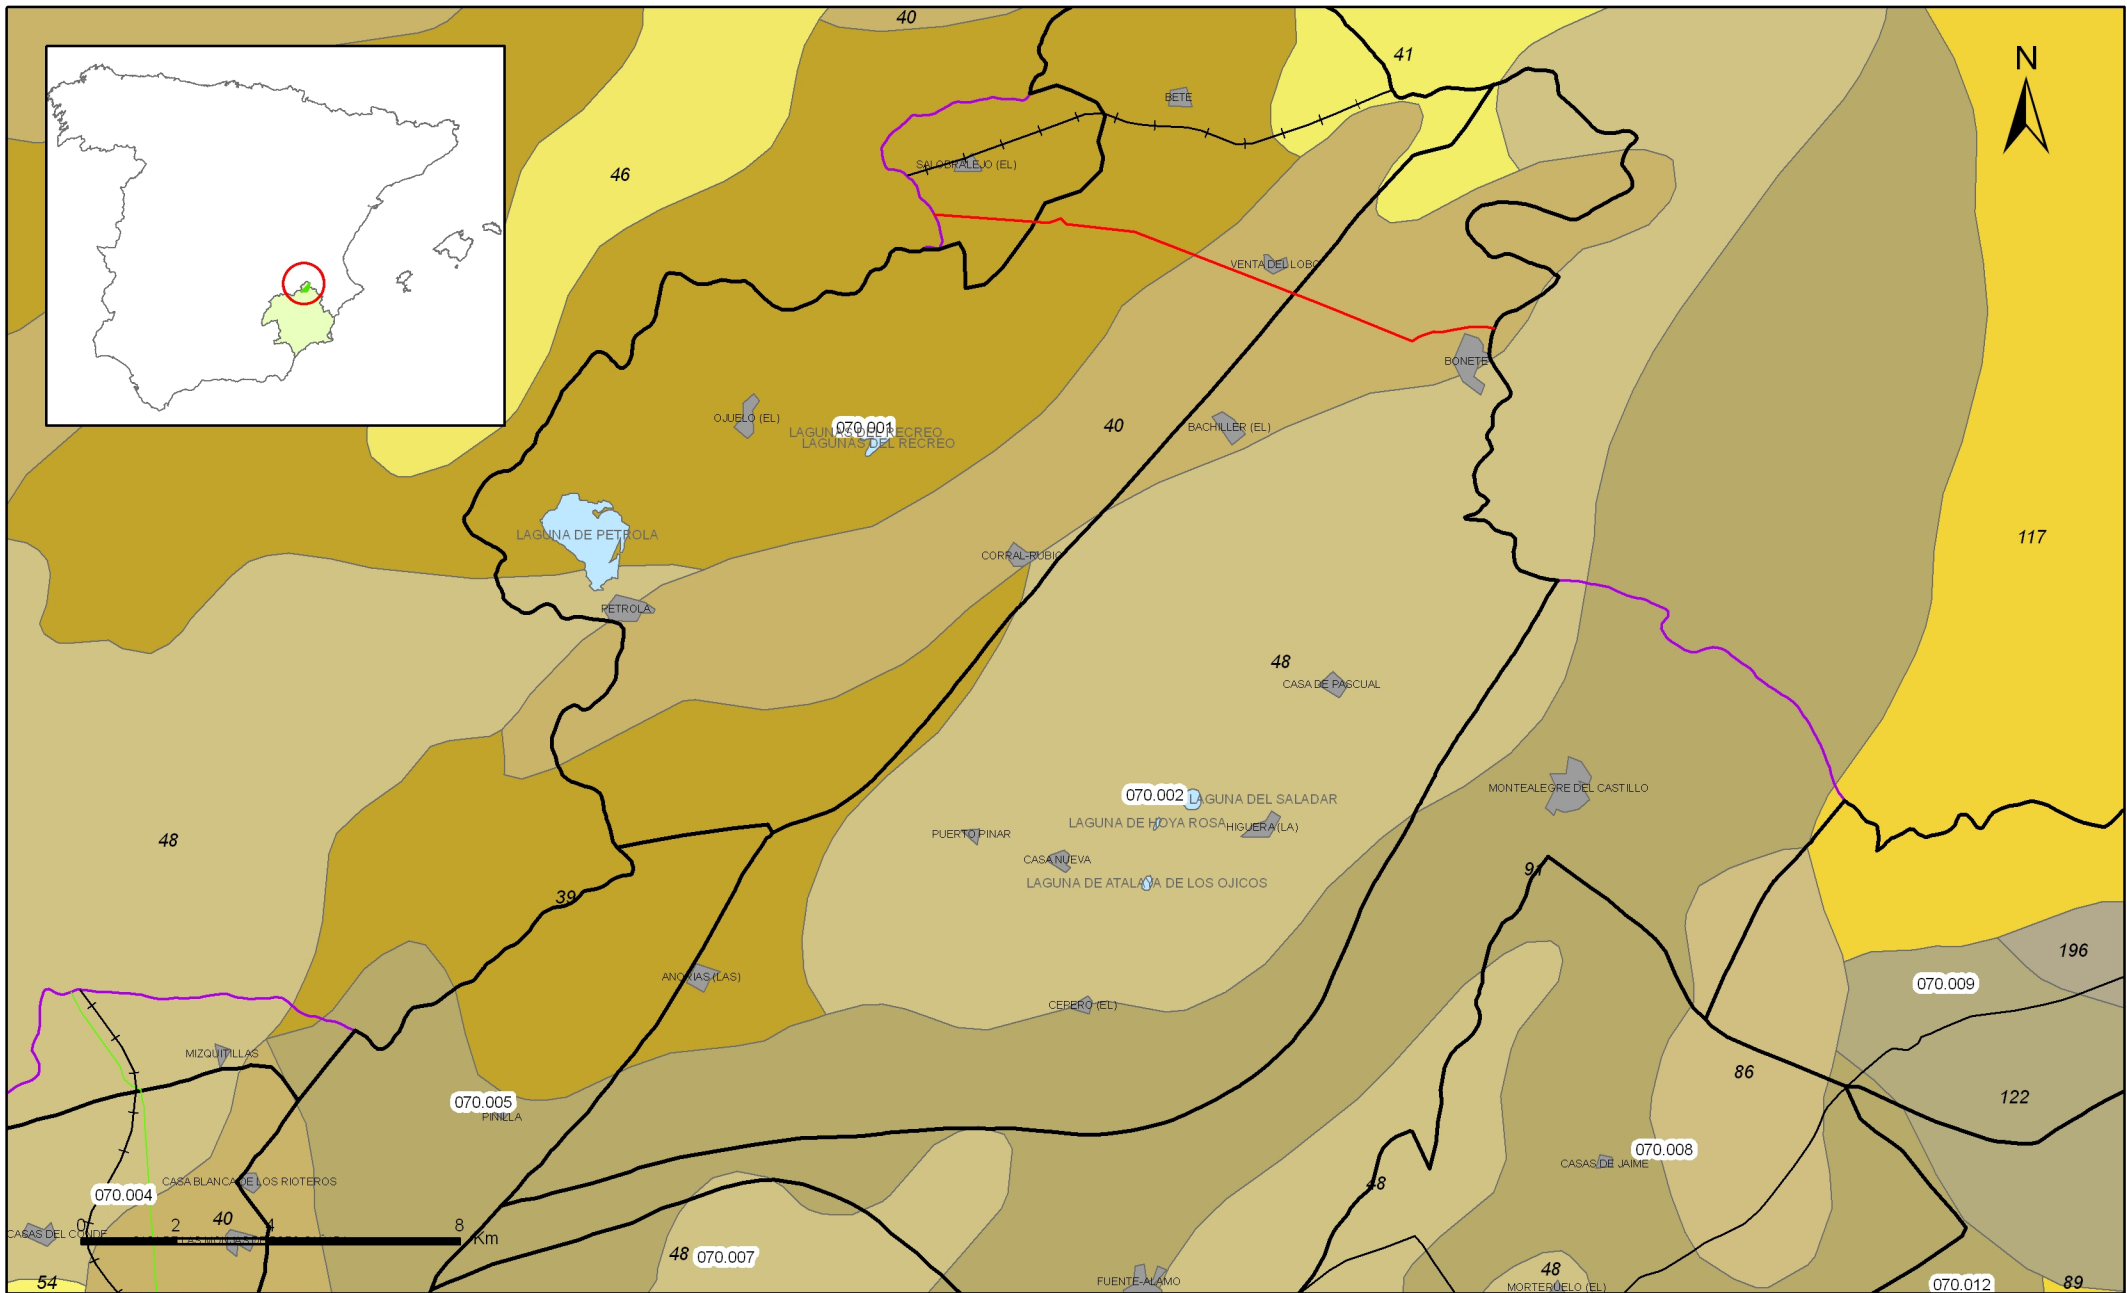 40
41
N
BETE
SALOBRALEJO (EL)
46
VENTA DEL LOBO
BONETE
OJUELO (EL)
070.001
LAGUNAS DEL RECREO
LAGUNAS DEL RECREO
40
BACHILLER (EL)
LAGUNA DE PETROLA
117
CORRAL-RUBIO
PETROLA
48
CASA DE PASCUAL
MONTEALEGRE DEL CASTILLO
070.002
LAGUNA DEL SALADAR
LAGUNA DE HOYA ROSA
HIGUERA (LA)
PUERTO PINAR
48
CASA NUEVA
91
LAGUNA DE ATALAYA DE LOS OJICOS
39
196
ANORIAS (LAS)
070.009
CEPERO (EL)
MIZQUITILLAS
86
122
070.005
PINILLA
070.008
CASAS DE JAIME
CASA BLANCA DE LOS RIOTEROS
48
070.004
40
0 2 4 8
Km
CASAS DEL CONDE
48
070.007
48
FUENTE-ALAMO
54
MORTERUELO (EL)
070.012
89